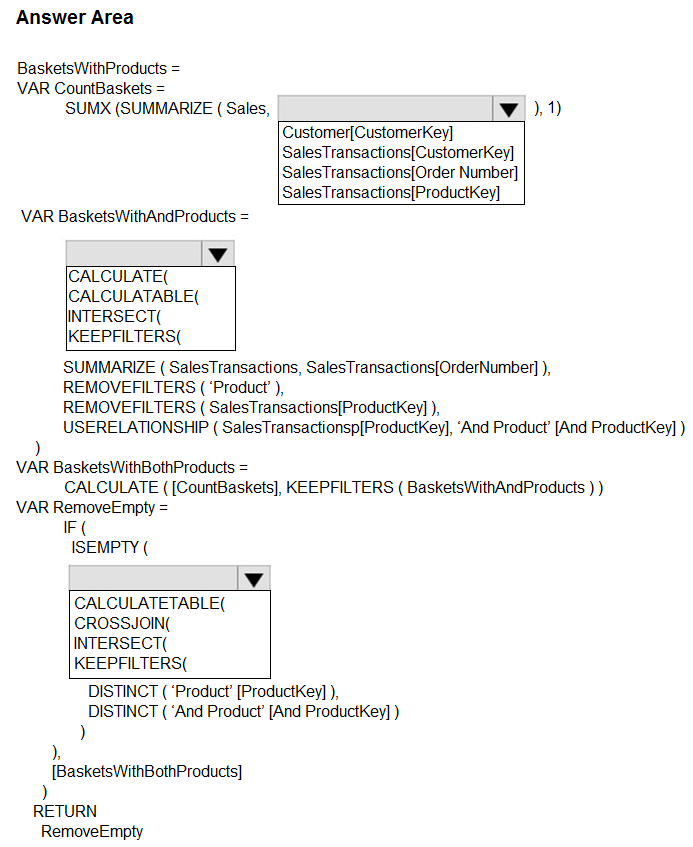 Answer Area
BasketsWithProducts =
VAR CountBaskets =
SUMX (SUMMARIZE ( Sales, ), 1)
Customer[CustomerKey]
SalesTransactions[CustomerKey]
SalesTransactions[Order Number]
SalesTransactions[ProductKey]
VAR BasketsWithAndProducts =
CALCULATE(
CALCULATABLE(
INTERSECT(
KEEPFILTERS(
SUMMARIZE ( SalesTransactions, SalesTransactions[OrderNumber] ),
REMOVEFILTERS ( ‘Product’ ),
REMOVEFILTERS ( SalesTransactions[ProductKey] ),
USERELATIONSHIP ( SalesTransactionsp[ProductKey], ‘And Product’ [And ProductKey] )
)
VAR BasketsWithBothProducts =
CALCULATE ( [CountBaskets], KEEPFILTERS ( BasketsWithAndProducts ) )
VAR RemoveEmpty =
IF (
ISEMPTY (
CALCULATETABLE(
CROSSJOIN(
INTERSECT(
KEEPFILTERS(
DISTINCT ( ‘Product’ [ProductKey] ),
DISTINCT ( ‘And Product’ [And ProductKey] )
)
),
[BasketsWithBothProducts]
)
RETURN
RemoveEmpty